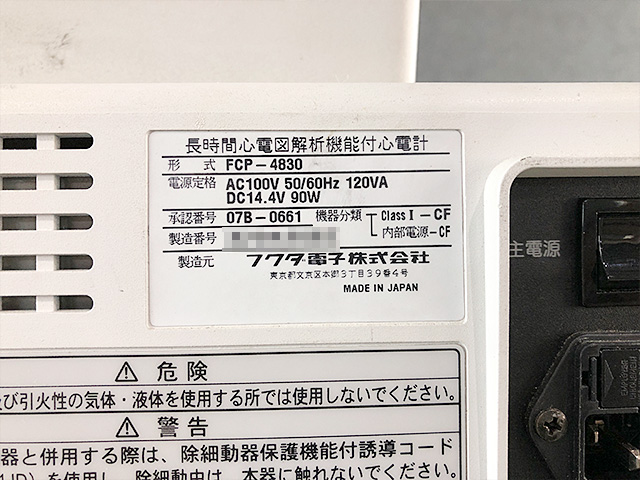 長時間心電図解析機能付心電計
形式 FCP-4830
電源定格 AC100V 50/60Hz 120VA
DC14.4V 90W
承認番号 07B-0661 機器分類 Class I-CF
内部電源-CF
製造番号
製造元 フクダ電子株式会社
東京都文京区本郷3丁目39番4号
MADE IN JAPAN
主電源
⚠ 危険
及び引火性の気体・液体を使用する所では使用しないでください。
⚠ 警告
器と併用する際は、除細動器保護機能付誘導コード
を使用し、除細動中は、本器に触れないでください。